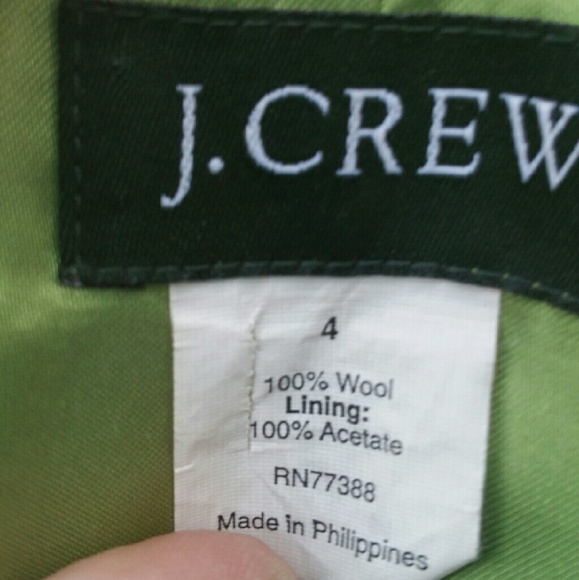 J.CREW
4
100% Wool
Lining:
100% Acetate
RN77388
Made in Philippines